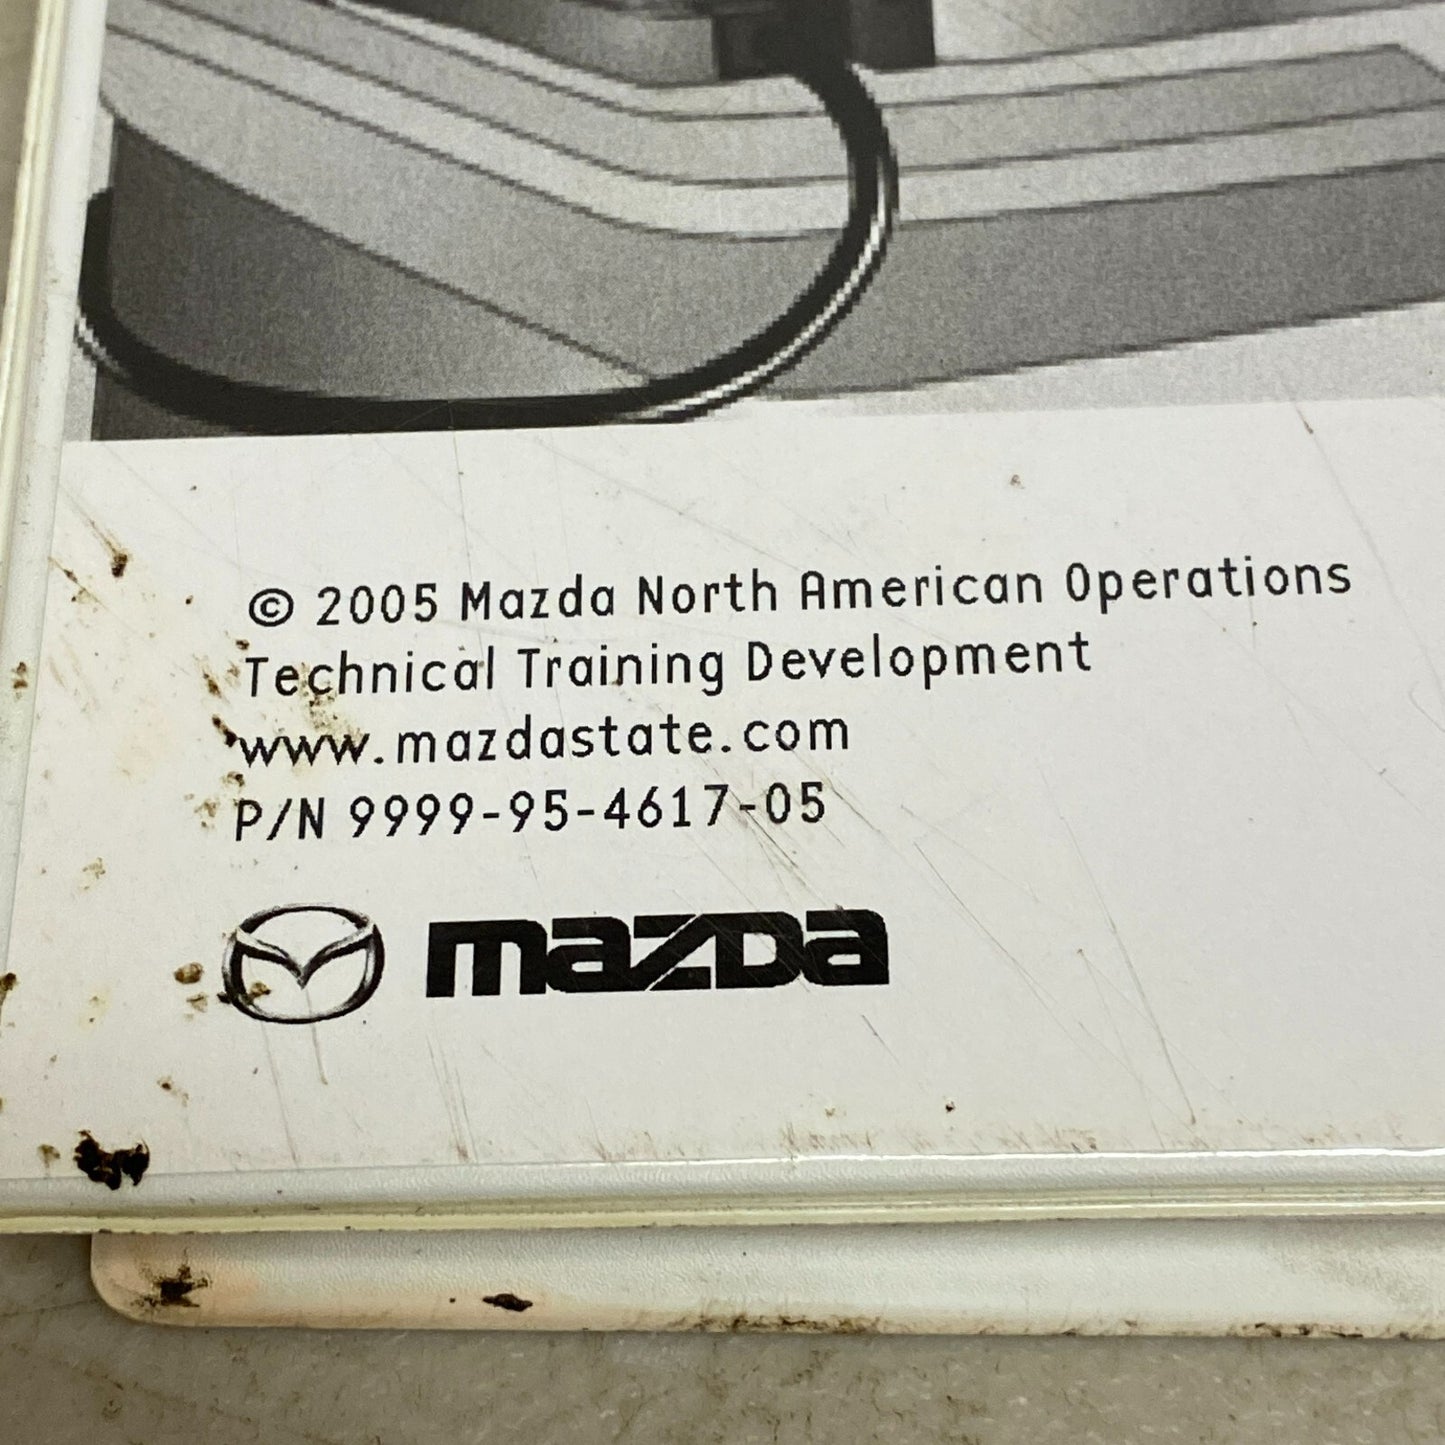 © 2005 Mazda North American Operations
Technical Training Development
www.mazdastate.com
P/N 9999-95-4617-05
mazda